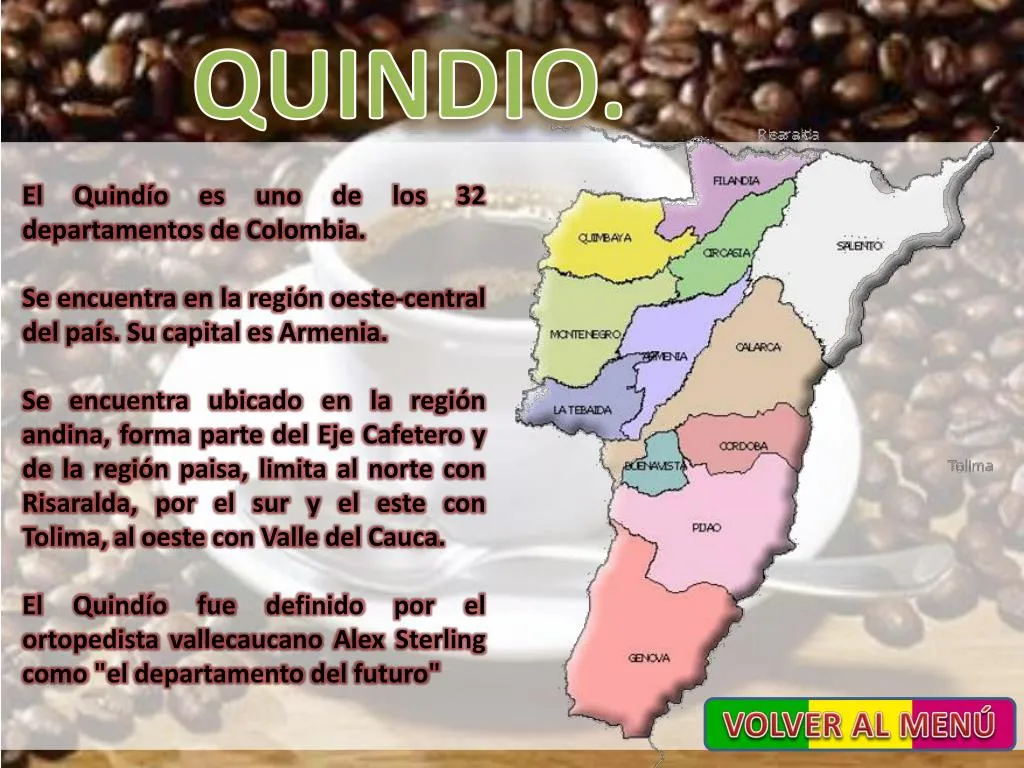 QUINDIO.
Risaralda
El Quindío es uno de los 32
departamentos de Colombia.
Se encuentra en la región oeste-central
del país. Su capital es Armenia.
Se encuentra ubicado en la región
andina, forma parte del Eje Cafetero y
de la región paisa, limita al norte con
Risaralda, por el sur y el este con
Tolima, al oeste con Valle del Cauca.
El Quindío fue definido por el
ortopedista vallecaucano Alex Sterling
como "el departamento del futuro"
FILANDIA
QUIMBAYA
CIRCASIA
SALENTO
MONTENEGRO
ARMENIA
CALARCA
LA TEBAIDA
CORDOBA
BUENAVISTA
Tolima
PIJAO
GENOVA
VOLVER AL MENÚ